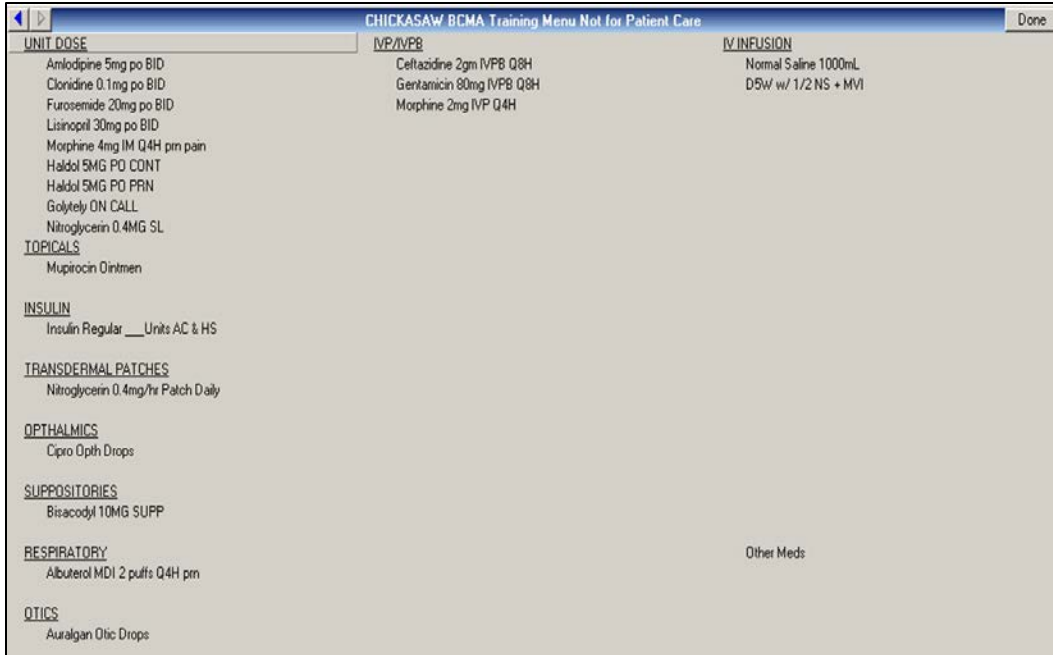 CHICKASAW BCMA Training Menu Not for Patient Care
Done
UNIT DOSE
Amlodipine 5mg po BID
Clonidine 0.1mg po BID
Furosemide 20mg po BID
Lisinopril 30mg po BID
Morphine 4mg IM Q4H prn pain
Haldol 5MG PO CONT
Haldol 5MG PO PRN
Golytely ON CALL
Nitroglycerin 0.4MG SL
TOPICALS
Mupirocin Ointmen
INSULIN
Insulin Regular ___Units AC & HS
TRANSDERMAL PATCHES
Nitroglycerin 0.4mg/hr Patch Daily
OPTHALMICS
Cipro Opth Drops
SUPPOSITORIES
Bisacodyl 10MG SUPP
RESPIRATORY
Albuterol MDI 2 puffs Q4H prn
OTICS
Auralgan Otic Drops
IVP/IVPB
Ceftazidine 2gm IVPB Q8H
Gentamicin 80mg IVPB Q8H
Morphine 2mg IVP Q4H
IV INFUSION
Normal Saline 1000mL
D5W w/ 1/2 NS + MVI
Other Meds